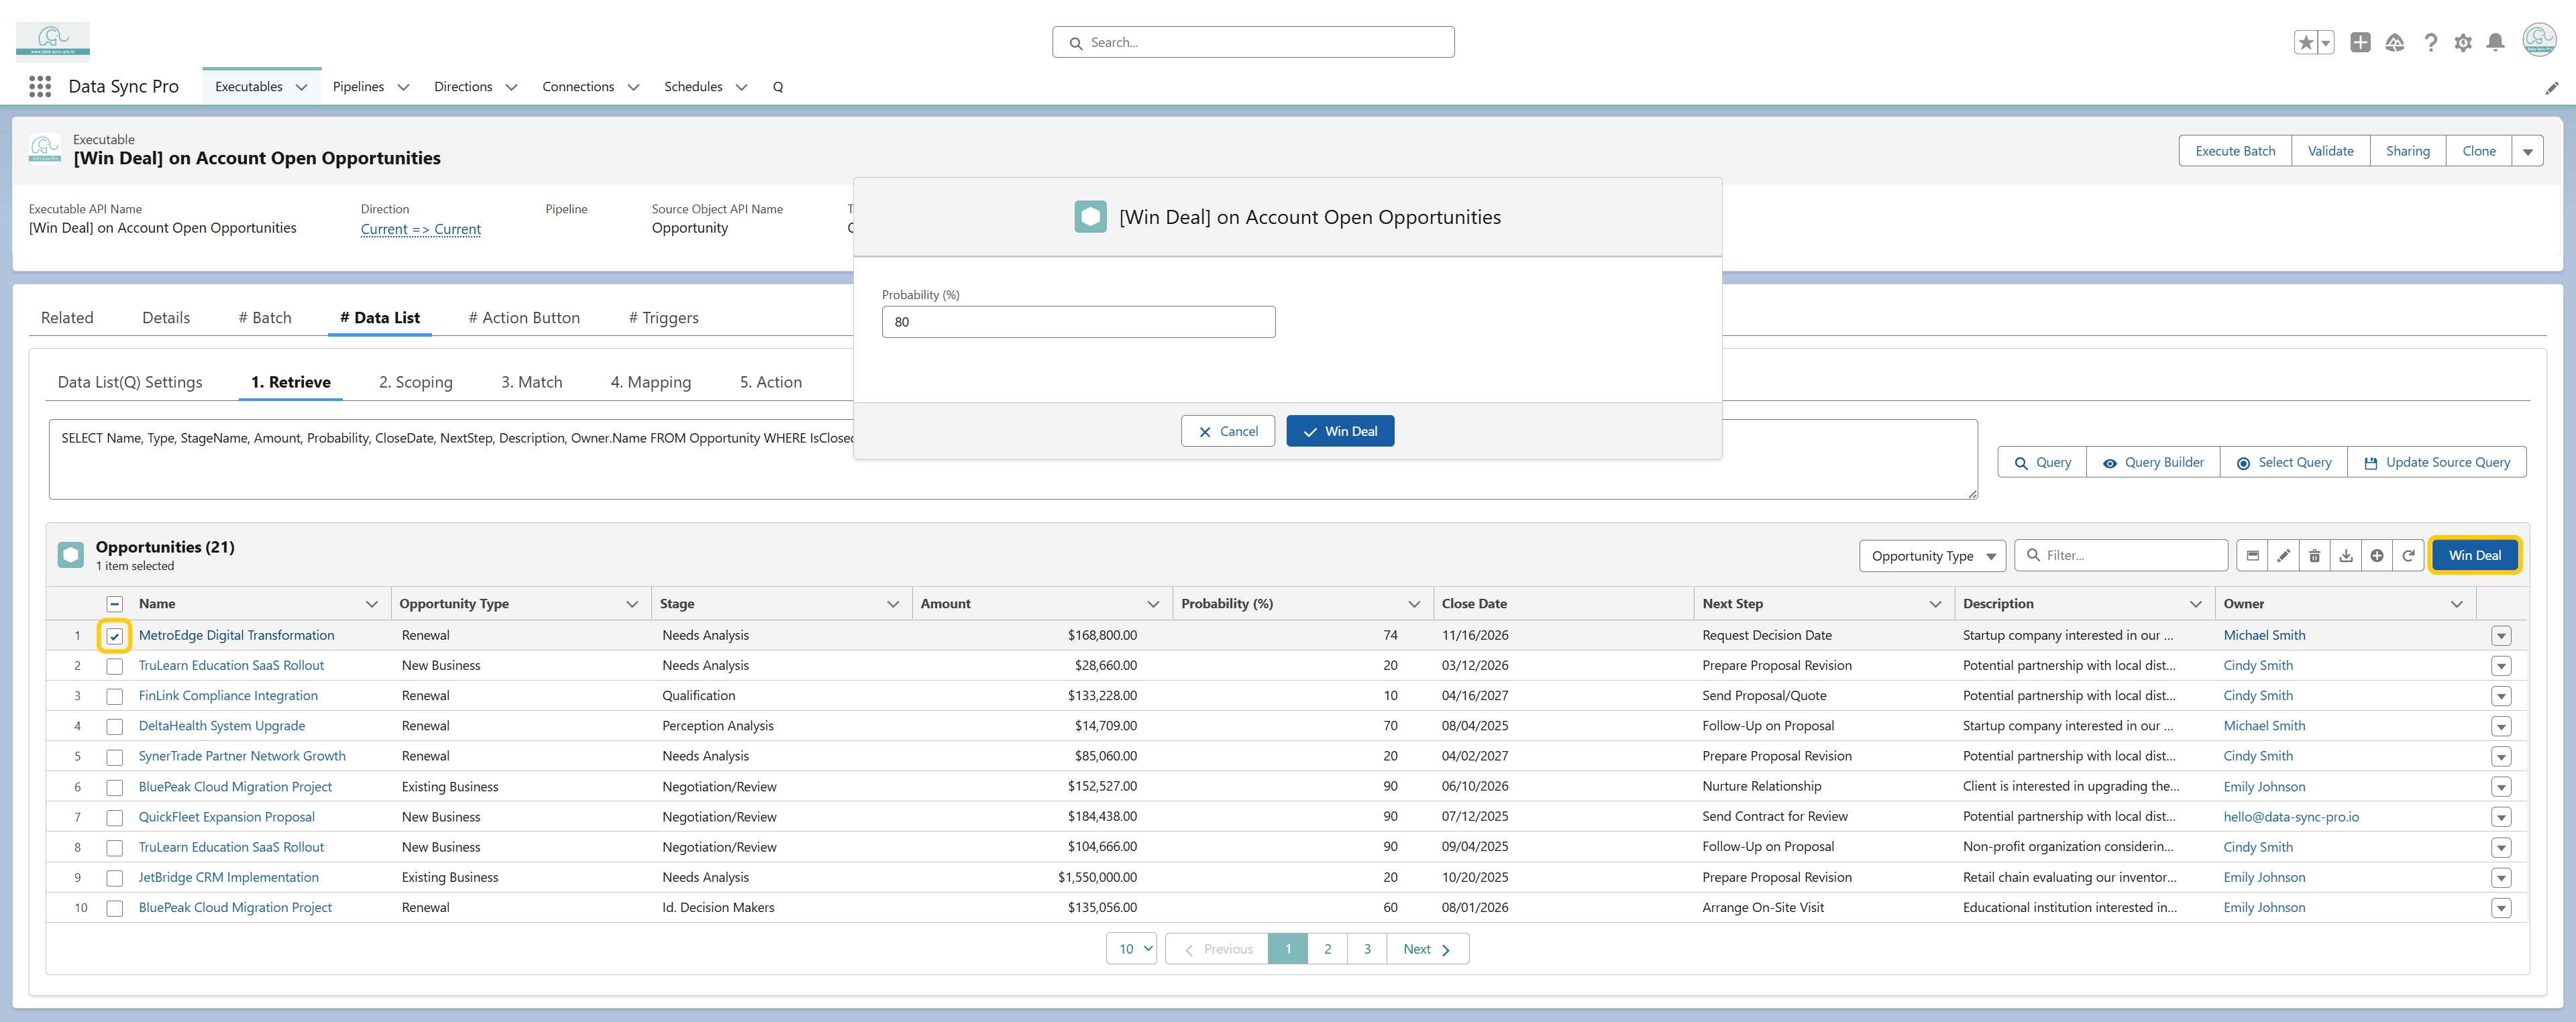 www.data-sync-pro.io
Search...
Data Sync Pro
Executables
Pipelines
Directions
Connections
Schedules
Q
Executable
[Win Deal] on Account Open Opportunities
Execute Batch
Validate
Sharing
Clone
Executable API Name
Direction
Pipeline
Source Object API Name
[Win Deal] on Account Open Opportunities
Current => Current
Opportunity
[Win Deal] on Account Open Opportunities
Probability (%)
80
Cancel
Win Deal
Related
Details
# Batch
# Data List
# Action Button
# Triggers
Data List(Q) Settings
1. Retrieve
2. Scoping
3. Match
4. Mapping
5. Action
SELECT Name, Type, StageName, Amount, Probability, CloseDate, NextStep, Description, Owner.Name FROM Opportunity WHERE IsClosed
Query
Query Builder
Select Query
Update Source Query
Opportunities (21)
1 item selected
Opportunity Type
Filter...
Win Deal
Name Opportunity Type Stage Amount Probability (%) Close Date Next Step Description Owner
1 MetroEdge Digital Transformation Renewal Needs Analysis $168,800.00 74 11/16/2026 Request Decision Date Startup company interested in our ... Michael Smith
2 TruLearn Education SaaS Rollout New Business Needs Analysis $28,660.00 20 03/12/2026 Prepare Proposal Revision Potential partnership with local dist... Cindy Smith
3 FinLink Compliance Integration Renewal Qualification $133,228.00 10 04/16/2027 Send Proposal/Quote Potential partnership with local dist... Cindy Smith
4 DeltaHealth System Upgrade Renewal Perception Analysis $14,709.00 70 08/04/2025 Follow-Up on Proposal Startup company interested in our ... Michael Smith
5 SynerTrade Partner Network Growth Renewal Needs Analysis $85,060.00 20 04/02/2027 Prepare Proposal Revision Potential partnership with local dist... Cindy Smith
6 BluePeak Cloud Migration Project Existing Business Negotiation/Review $152,527.00 90 06/10/2026 Nurture Relationship Client is interested in upgrading the... Emily Johnson
7 QuickFleet Expansion Proposal New Business Negotiation/Review $184,438.00 90 07/12/2025 Send Contract for Review Potential partnership with local dist... hello@data-sync-pro.io
8 TruLearn Education SaaS Rollout New Business Negotiation/Review $104,666.00 90 09/04/2025 Follow-Up on Proposal Non-profit organization considerin... Cindy Smith
9 JetBridge CRM Implementation Existing Business Needs Analysis $1,550,000.00 20 10/20/2025 Prepare Proposal Revision Retail chain evaluating our inventor... Emily Johnson
10 BluePeak Cloud Migration Project Renewal Id. Decision Makers $135,056.00 60 08/01/2026 Arrange On-Site Visit Educational institution interested in... Emily Johnson
10
Previous
1
2
3
Next